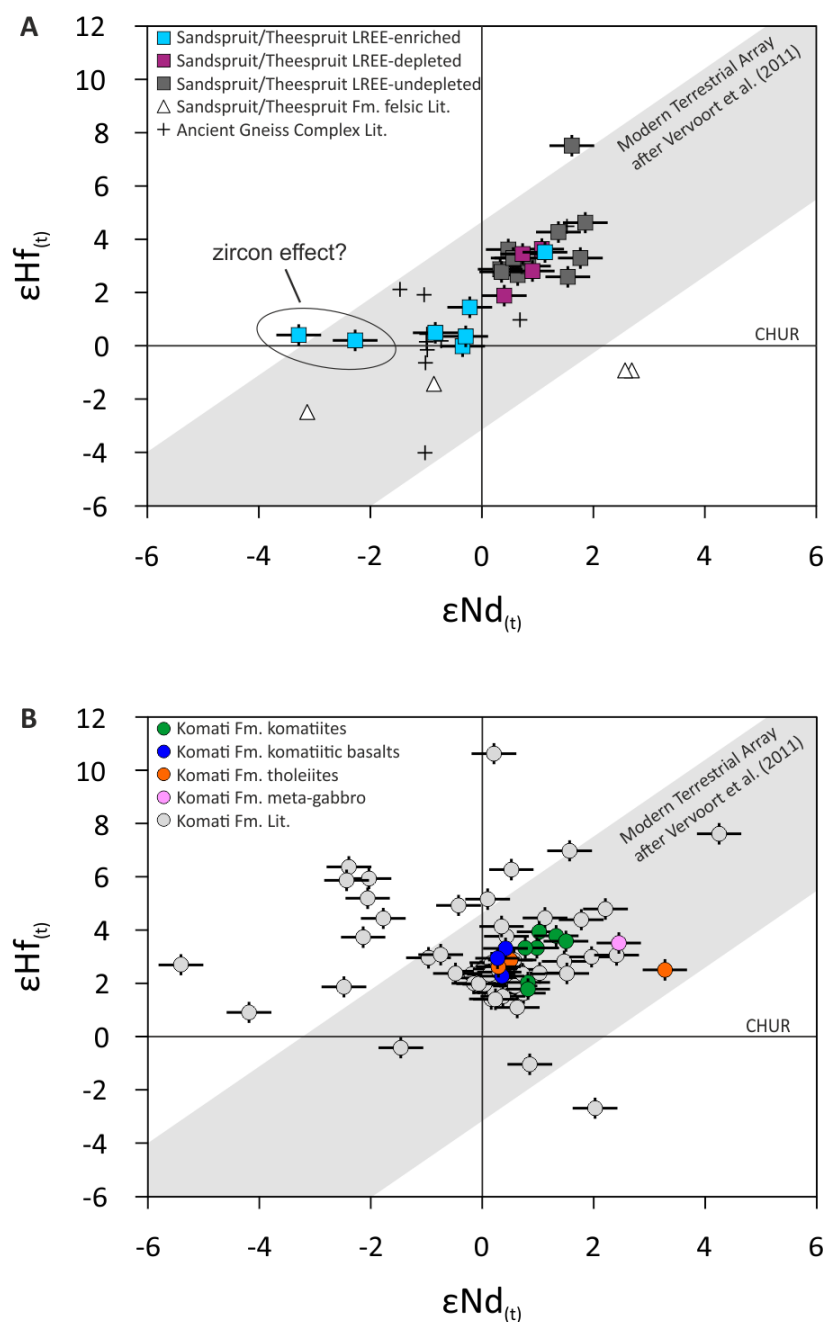 A
12
10
8
6
4
2
0
-2
-4
-6
Sandspruit/Theespruit LREE-enriched
Sandspruit/Theespruit LREE-depleted
Sandspruit/Theespruit LREE-undepleted
Sandspruit/Theespruit Fm. felsic Lit.
Ancient Gneiss Complex Lit.
Modern Terrestrial Array
after Vervoort et al. (2011)
zircon effect?
CHUR
εHf(t)
-6
-4
-2
0
2
4
6
εNd(t)
B
12
10
8
6
4
2
0
-2
-4
-6
Komati Fm. komatiites
Komati Fm. komatiitic basalts
Komati Fm. tholeiites
Komati Fm. meta-gabbro
Komati Fm. Lit.
Modern Terrestrial Array
after Vervoort et al. (2011)
CHUR
εHf(t)
-6
-4
-2
0
2
4
6
εNd(t)